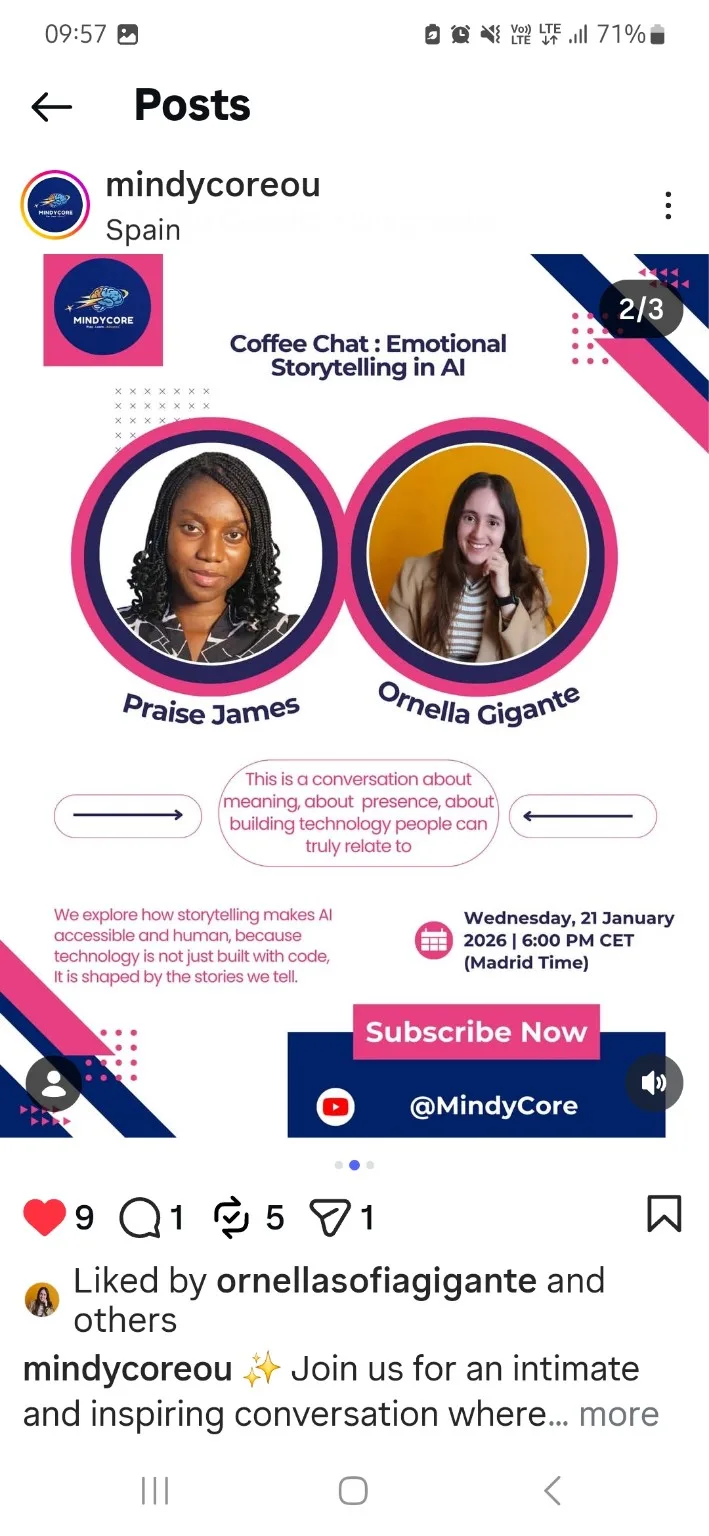 09:57
Vo))
LTE
LTE
71%
Posts
mindycoreou
Spain
MINDYCORE
2/3
Coffee Chat : Emotional
Storytelling in AI
Praise James
Ornella Gigante
This is a conversation about
meaning, about presence, about
building technology people can
truly relate to
We explore how storytelling makes AI
accessible and human, because
technology is not just built with code,
It is shaped by the stories we tell.
Wednesday, 21 January
2026 | 6:00 PM CET
(Madrid Time)
Subscribe Now
@MindyCore
9
1
5
1
Liked by ornellasofiagigante and
others
mindycoreou ✨ Join us for an intimate
and inspiring conversation where... more